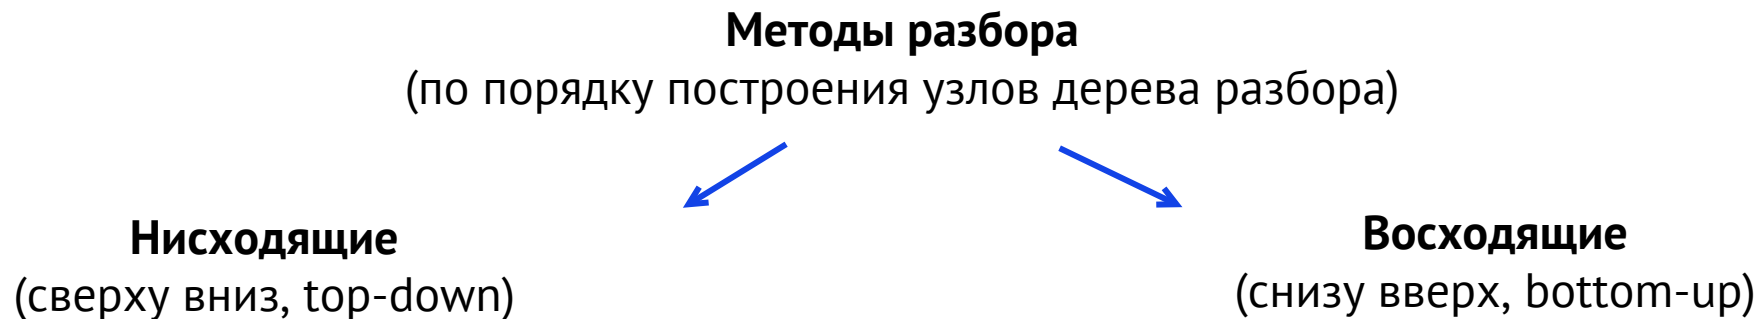 Методы разбора
(по порядку построения узлов дерева разбора)
Нисходящие
(сверху вниз, top-down)
Восходящие
(снизу вверх, bottom-up)